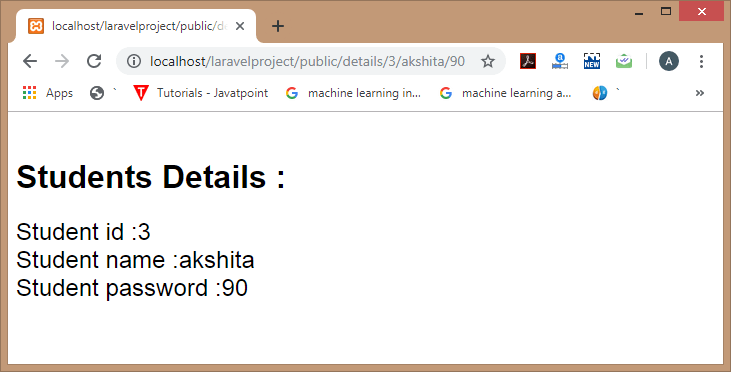 localhost/laravelproject/public/de
localhost/laravelproject/public/details/3/akshita/90
a
NEW
A
Apps
`
T
Tutorials - Javatpoint
G
machine learning in...
G
machine learning a...
`
»
Students Details :
Student id :3
Student name :akshita
Student password :90